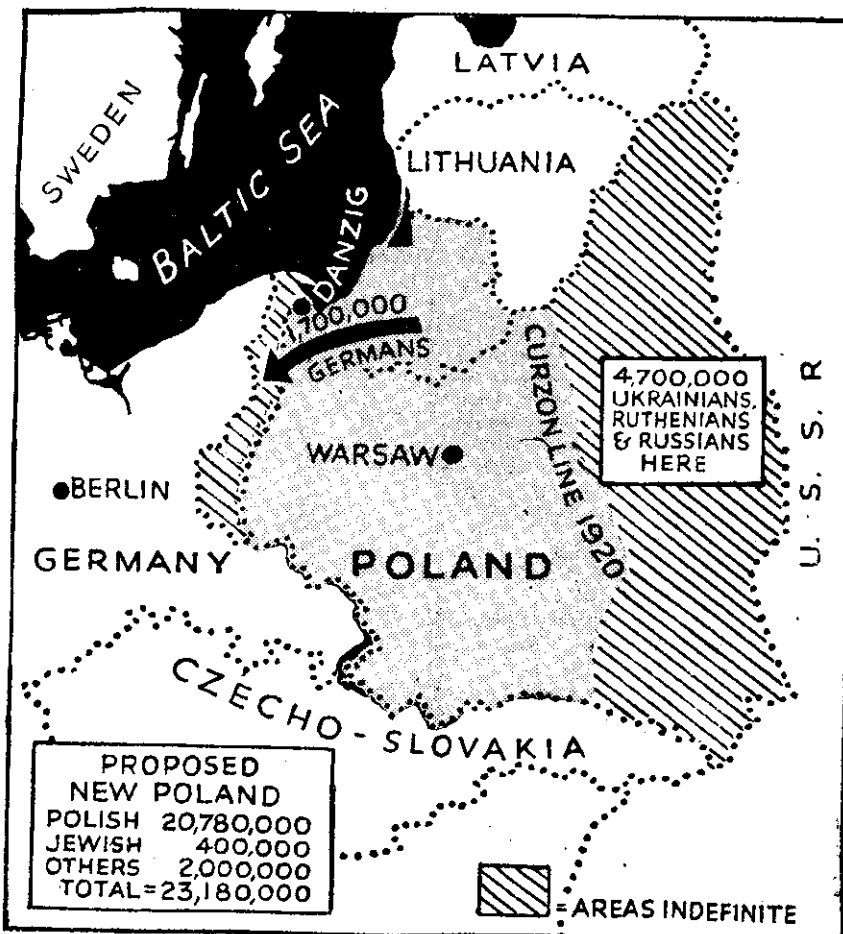 LATVIA
SWEDEN
BALTIC SEA
LITHUANIA
DANZIG
1,700,000
GERMANS
CURZON LINE 1920
4,700,000
UKRAINIANS,
RUTHENIANS
& RUSSIANS
HERE
U.S.S.R
WARSAW
BERLIN
GERMANY
POLAND
CZECHO-SLOVAKIA
PROPOSED
NEW POLAND
POLISH 20,780,000
JEWISH 400,000
OTHERS 2,000,000
TOTAL=23,180,000
= AREAS INDEFINITE